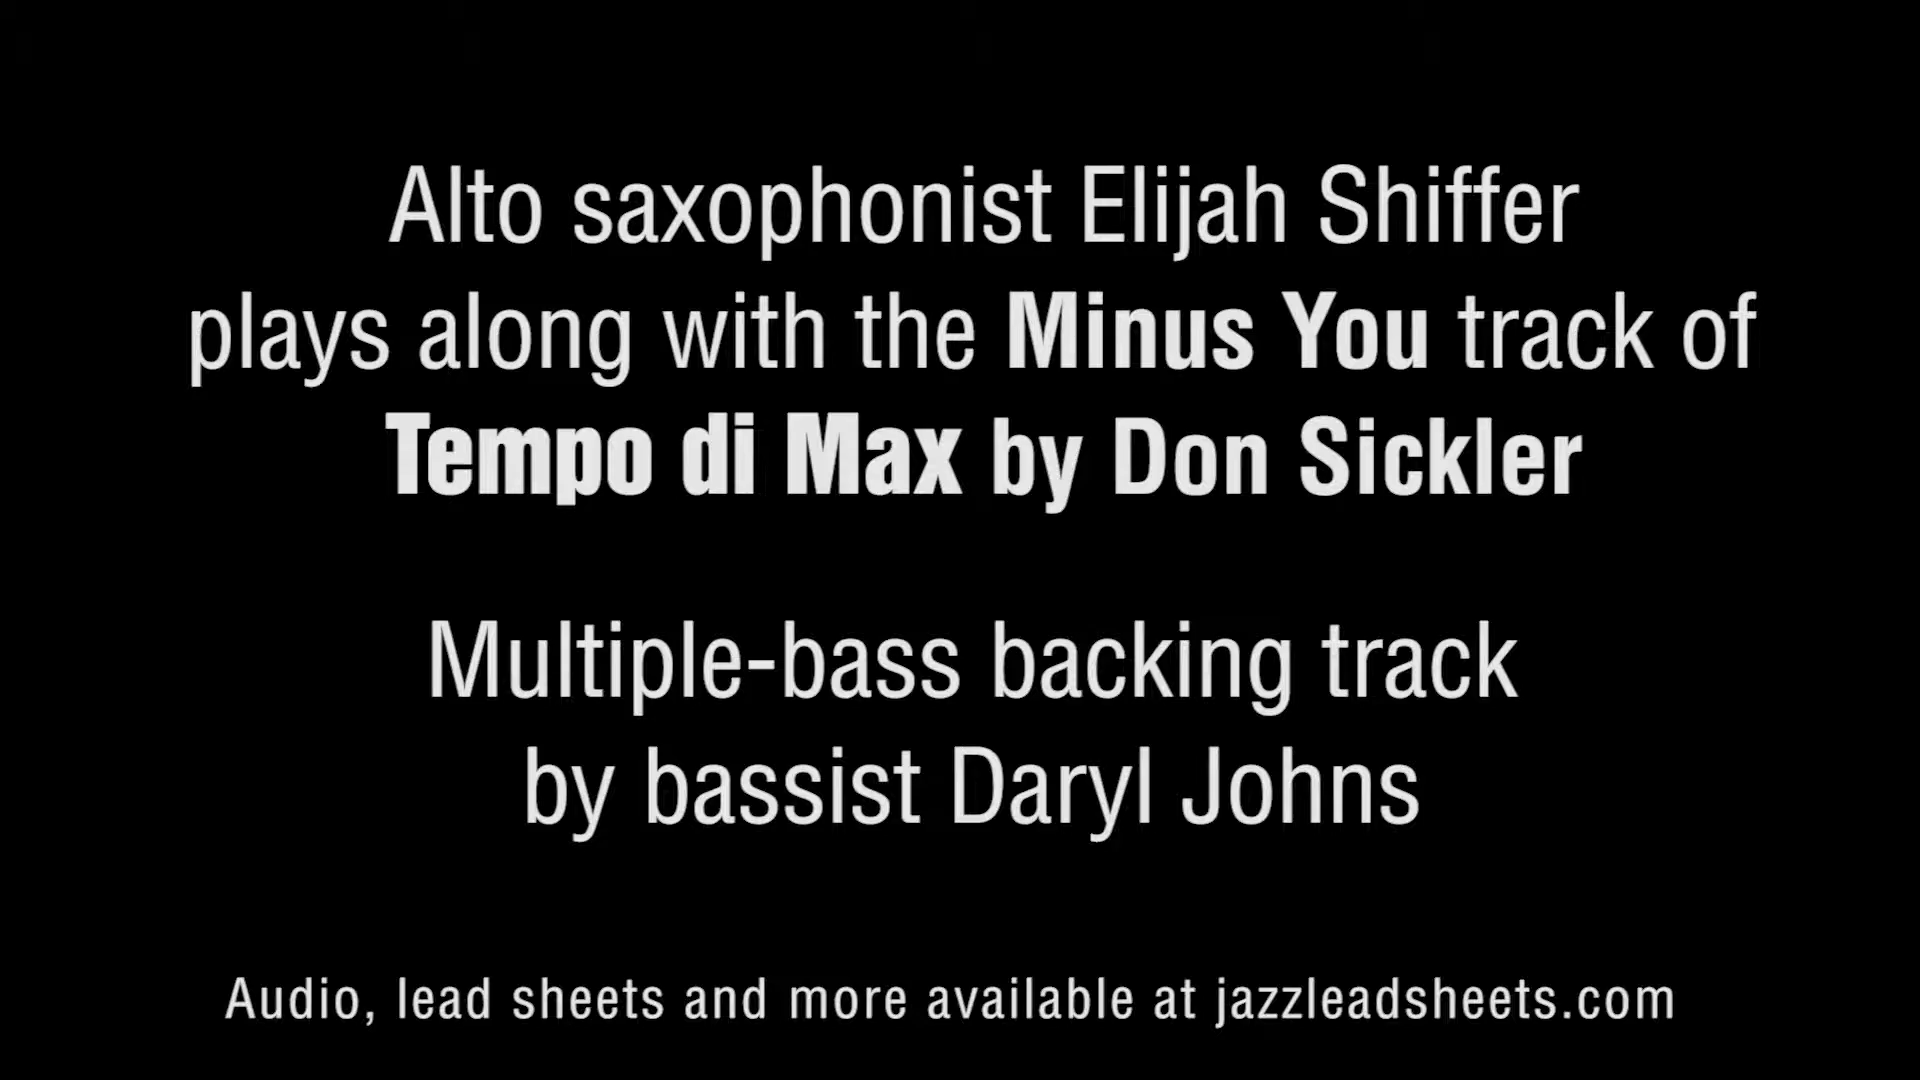 Alto saxophonist Elijah Shiffer
plays along with the Minus You track of
Tempo di Max by Don Sickler
Multiple-bass backing track
by bassist Daryl Johns
Audio, lead sheets and more available at jazzleadsheets.com